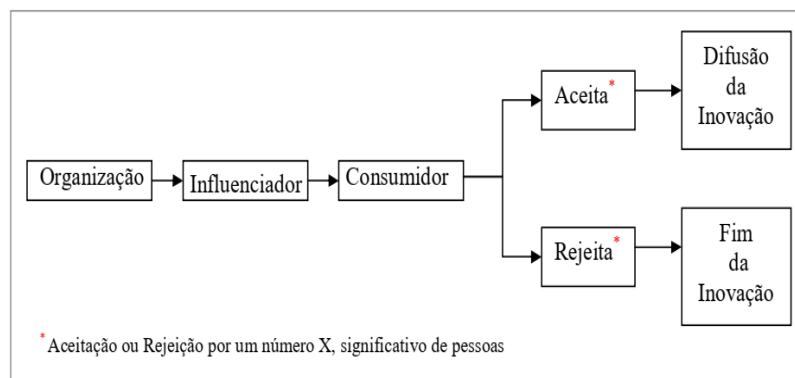 Organização
Influenciador
Consumidor
Aceita*
Difusão
da
Inovação
Rejeita*
Fim
da
Inovação
* Aceitação ou Rejeição por um número X, significativo de pessoas